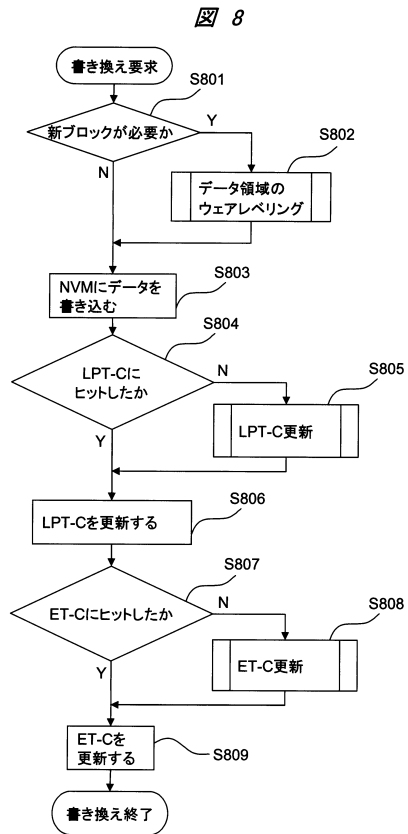 図 8
書き換え要求
S801
新ブロックが必要か
Y
S802
N
データ領域の
ウェアレベリング
S803
NVMにデータを
書き込む
S804
LPT-Cに
ヒットしたか
N
S805
Y
LPT-C更新
S806
LPT-Cを更新する
S807
ET-Cにヒットしたか
N
S808
Y
ET-C更新
ET-Cを
更新する
S809
書き換え終了